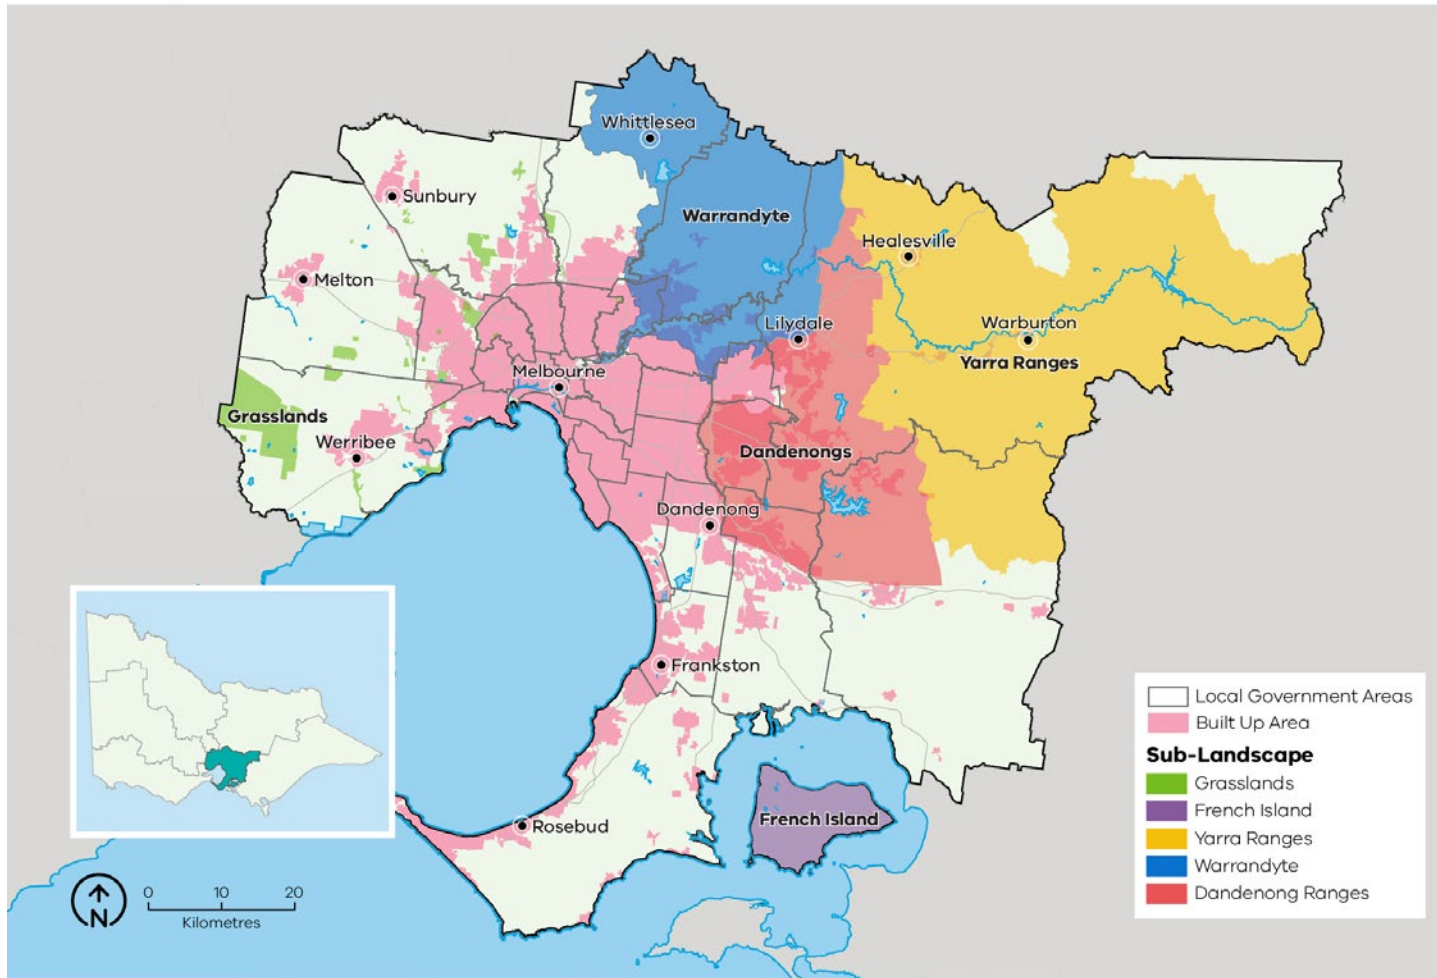 Whittlesea
Sunbury
Warrandyte
Healesville
Melton
Lilydale
Warburton
Yarra Ranges
Melbourne
Grasslands
Werribee
Dandenongs
Dandenong
Frankston
Rosebud
French Island
N
0 10 20
Kilometres
Local Government Areas
Built Up Area
Sub-Landscape
Grasslands
French Island
Yarra Ranges
Warrandyte
Dandenong Ranges